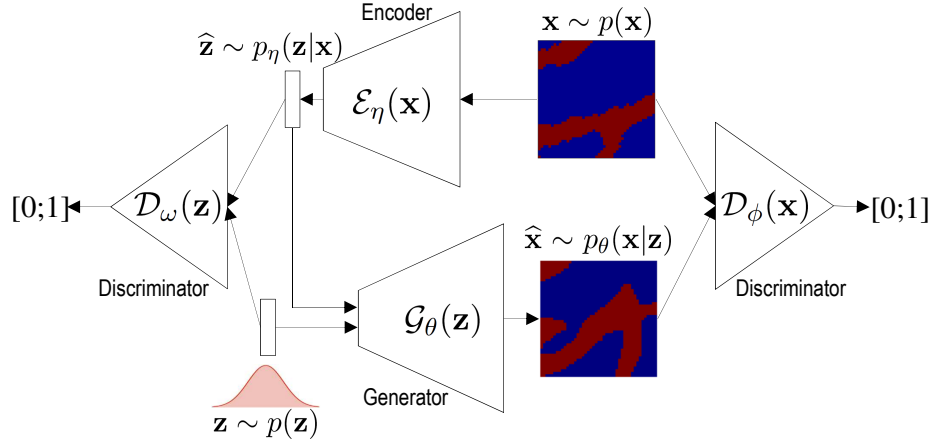 Encoder
𝐱 ∼ p(𝐱)
𝐳̂ ∼ p_η(𝐳|𝐱)
ℰ_η(𝐱)
[0;1]
𝒟_ω(𝐳)
𝒟_ϕ(𝐱)
[0;1]
𝐱̂ ∼ p_θ(𝐱|𝐳)
Discriminator
Discriminator
𝒢_θ(𝐳)
Generator
𝐳 ∼ p(𝐳)